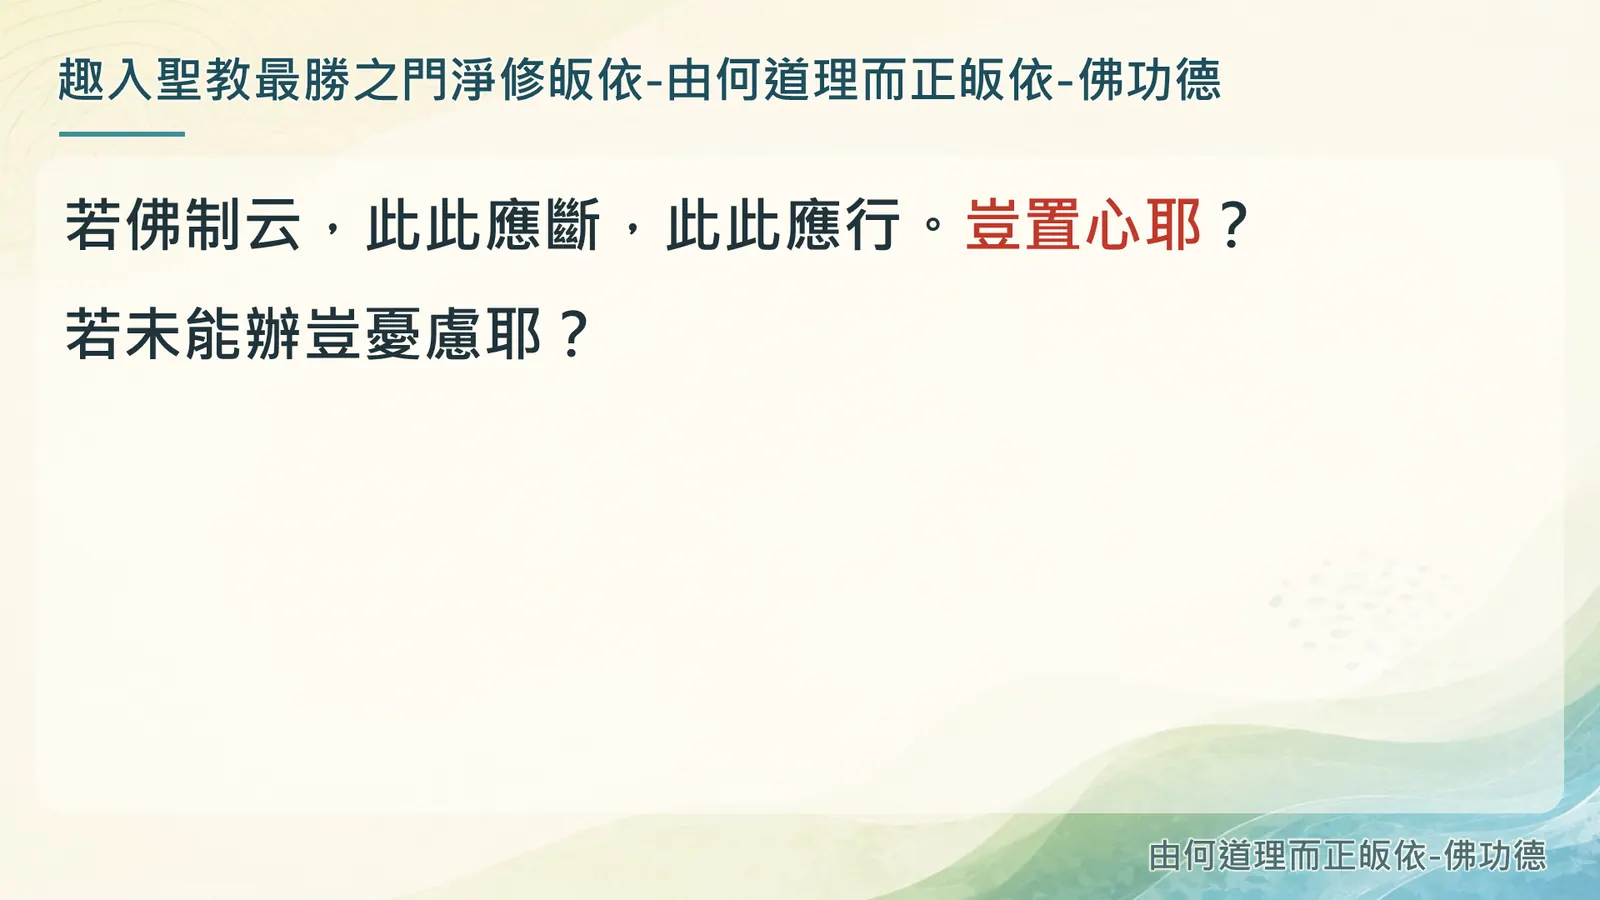 趣入聖教最勝之門淨修皈依-由何道理而正皈依-佛功德
若佛制云，此此應斷，此此應行。豈置心耶？
若未能辦豈憂慮耶？
由何道理而正皈依-佛功德